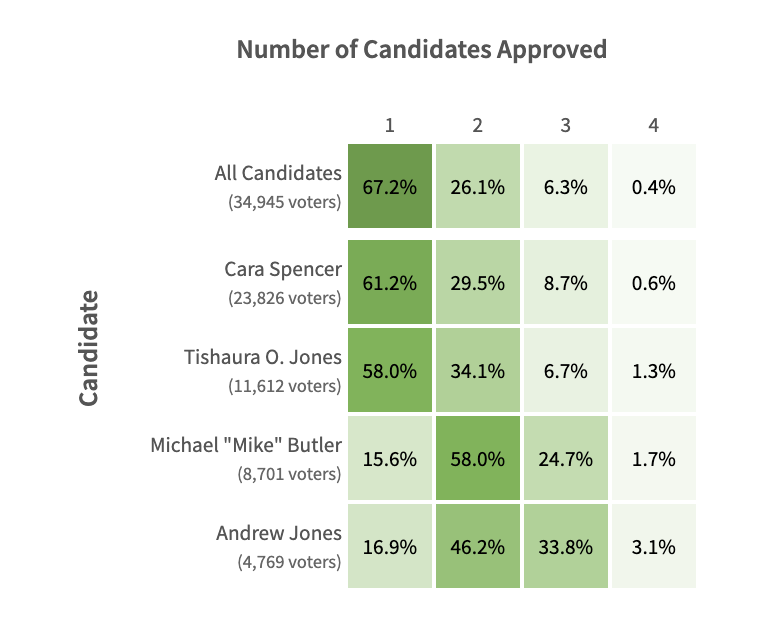 Number of Candidates Approved
1 2 3 4
All Candidates
(34,945 voters)
67.2% 26.1% 6.3% 0.4%
Cara Spencer
(23,826 voters)
61.2% 29.5% 8.7% 0.6%
Tishaura O. Jones
(11,612 voters)
58.0% 34.1% 6.7% 1.3%
Michael "Mike" Butler
(8,701 voters)
15.6% 58.0% 24.7% 1.7%
Andrew Jones
(4,769 voters)
16.9% 46.2% 33.8% 3.1%
Candidate